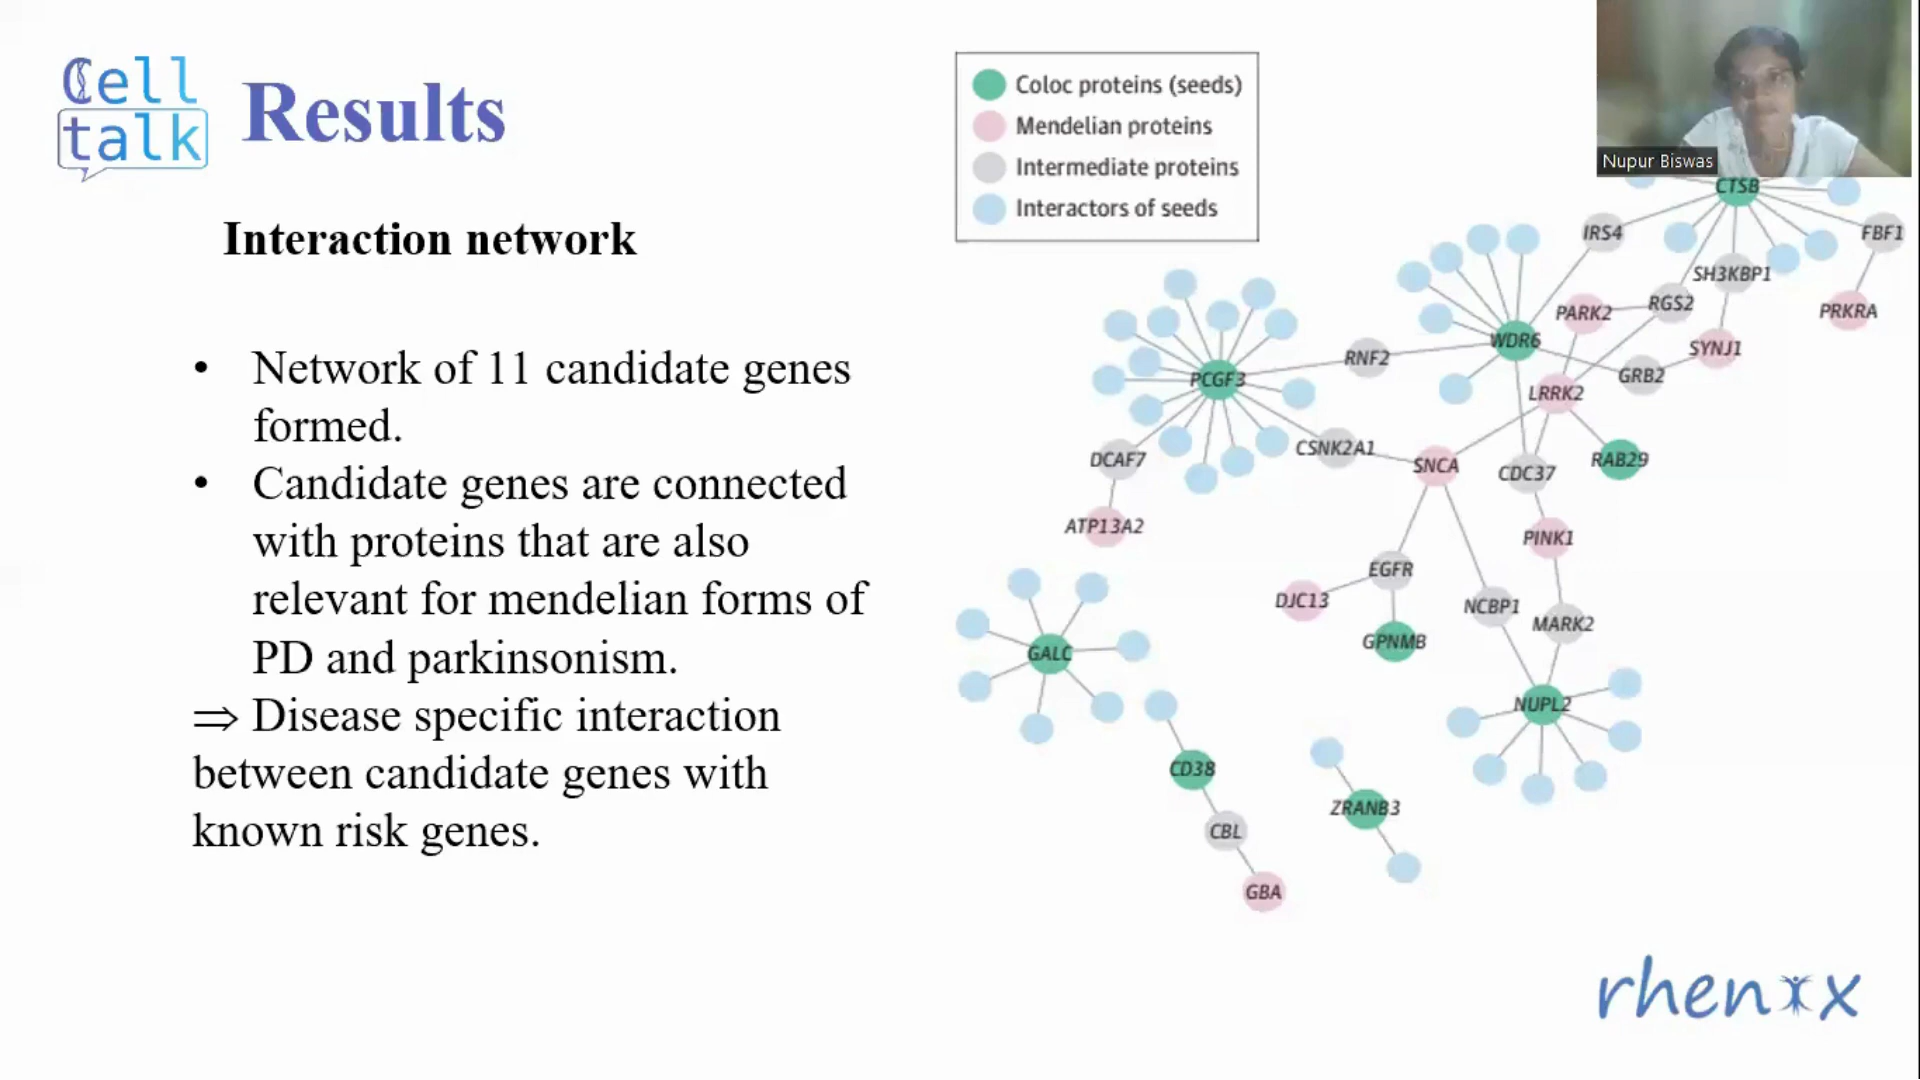 Cell
talk
Results
Interaction network
• Network of 11 candidate genes
formed.
• Candidate genes are connected
with proteins that are also
relevant for mendelian forms of
PD and parkinsonism.
⇒ Disease specific interaction
between candidate genes with
known risk genes.
Coloc proteins (seeds)
Mendelian proteins
Intermediate proteins
Interactors of seeds
Nupur Biswas
CTSB
IRS4
FBF1
SH3KBP1
PARK2
RGS2
PRKRA
WDR6
SYNJ1
RNF2
GRB2
PCGF3
LRRK2
CSNK2A1
DCAF7
SNCA
CDC37
RAB29
ATP13A2
PINK1
EGFR
DJC13
NCBP1
MARK2
GPNMB
GALC
NUPL2
CD38
ZRANB3
CBL
GBA
rhenix